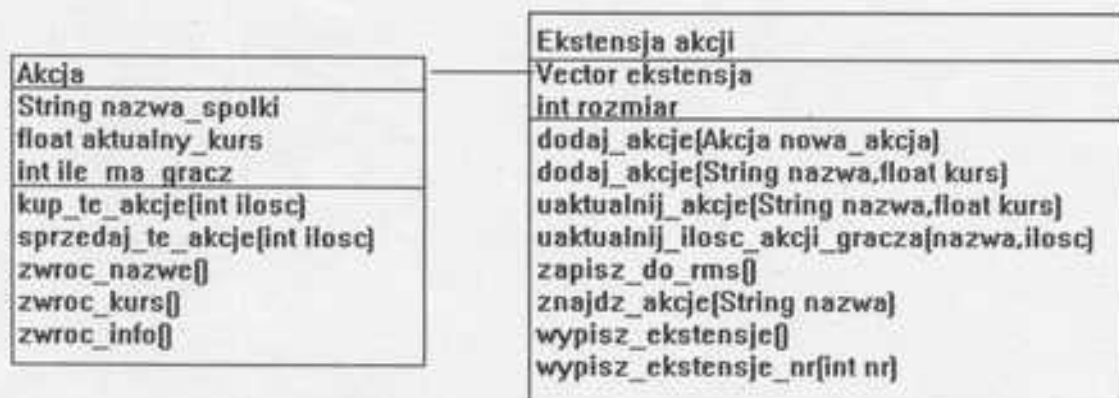 Akcja
String nazwa_spolki
float aktualny_kurs
int ile_ma_gracz
kup_te_akcje(int ilosc)
sprzedaj_te_akcje(int ilosc)
zwroc_nazwe()
zwroc_kurs()
zwroc_info()
Ekstensja akcji
Vector ekstensja
int rozmiar
dodaj_akcje(Akcja nowa_akcja)
dodaj_akcje(String nazwa,float kurs)
uaktualnij_akcje(String nazwa,float kurs)
uaktualnij_ilosc_akcji_gracza(nazwa,ilosc)
zapisz_do_rms()
znajdz_akcje(String nazwa)
wypisz_ekstensje()
wypisz_ekstensje_nr(int nr)